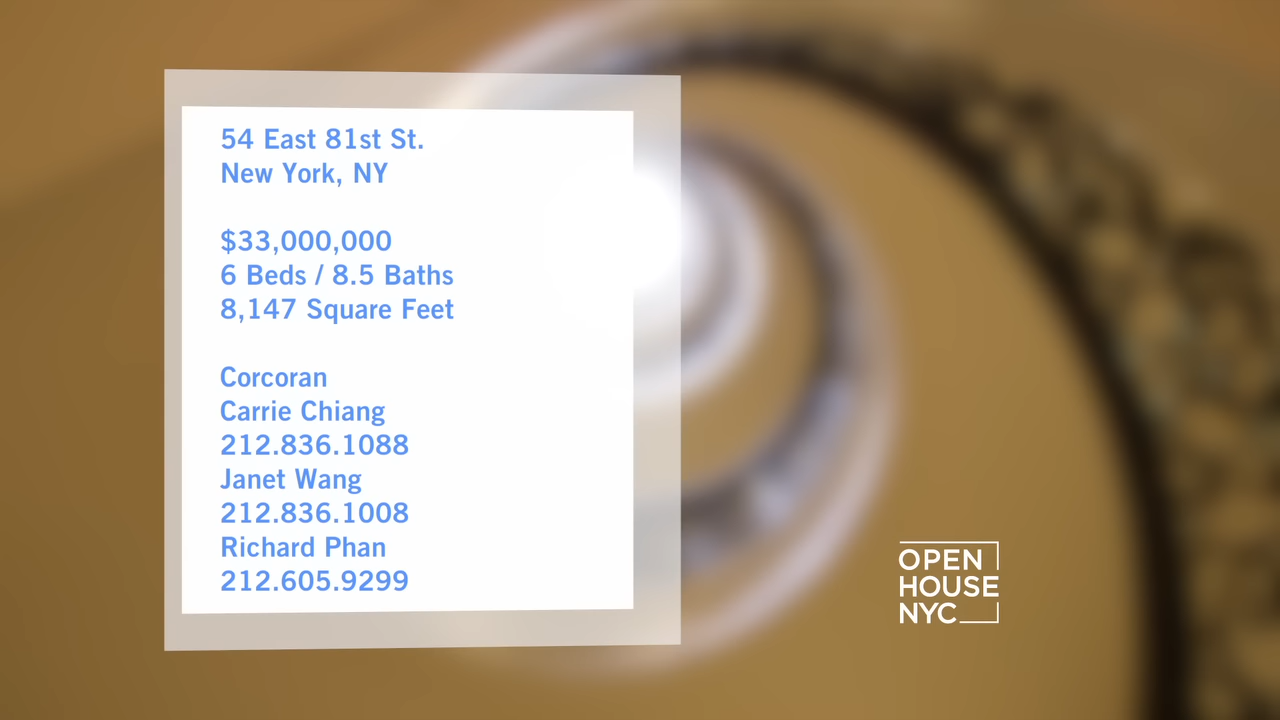 54 East 81st St.
New York, NY
$33,000,000
6 Beds / 8.5 Baths
8,147 Square Feet
Corcoran
Carrie Chiang
212.836.1088
Janet Wang
212.836.1008
Richard Phan
212.605.9299
OPEN
HOUSE
NYC